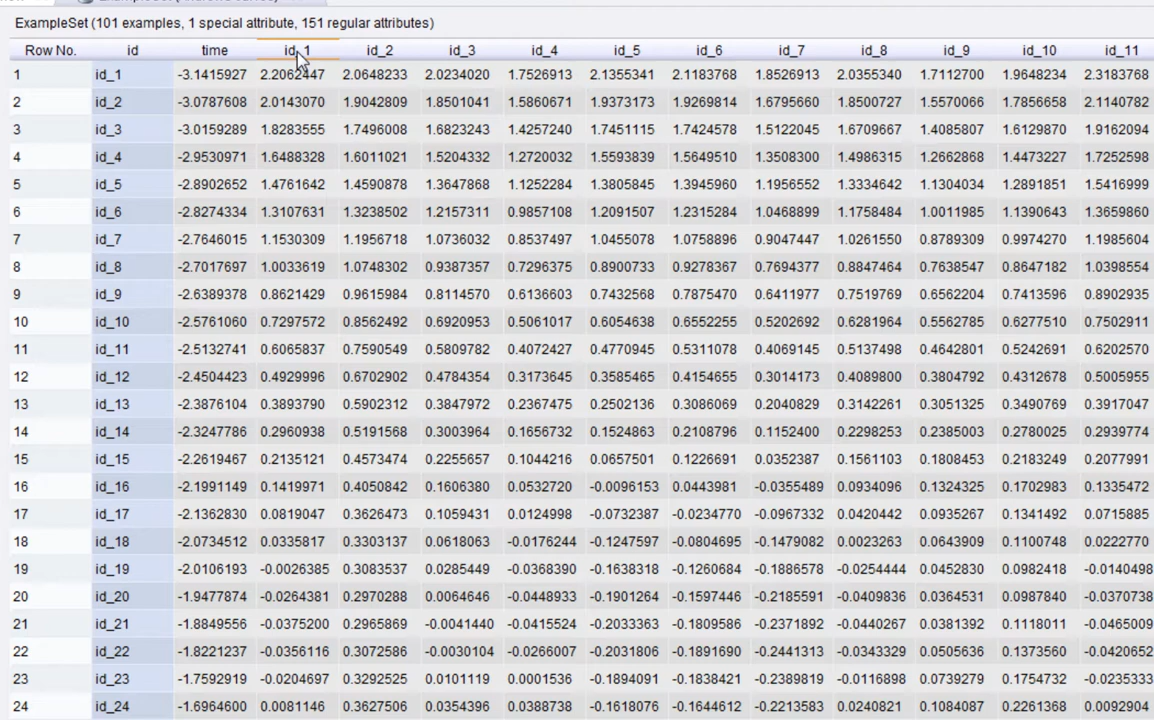 ExampleSet (101 examples, 1 special attribute, 151 regular attributes)
Row No. id time id_1 id_2 id_3 id_4 id_5 id_6 id_7 id_8 id_9 id_10 id_11
1 id_1 -3.1415927 2.2062447 2.0648233 2.0234020 1.7526913 2.1355341 2.1183768 1.8526913 2.0355340 1.7112700 1.9648234 2.3183768
2 id_2 -3.0787608 2.0143070 1.9042809 1.8501041 1.5860671 1.9373173 1.9269814 1.6795660 1.8500727 1.5570066 1.7856658 2.1140782
3 id_3 -3.0159289 1.8283555 1.7496008 1.6823243 1.4257240 1.7451115 1.7424578 1.5122045 1.6709667 1.4085807 1.6129870 1.9162094
4 id_4 -2.9530971 1.6488328 1.6011021 1.5204332 1.2720032 1.5593839 1.5649510 1.3508300 1.4986315 1.2662868 1.4473227 1.7252598
5 id_5 -2.8902652 1.4761642 1.4590878 1.3647868 1.1252284 1.3805845 1.3945960 1.1956552 1.3334642 1.1304034 1.2891851 1.5416999
6 id_6 -2.8274334 1.3107631 1.3238502 1.2157311 0.9857108 1.2091507 1.2315284 1.0468899 1.1758484 1.0011985 1.1390643 1.3659860
7 id_7 -2.7646015 1.1530309 1.1956718 1.0736032 0.8537497 1.0455078 1.0758896 0.9047447 1.0261550 0.8789309 0.9974270 1.1985604
8 id_8 -2.7017697 1.0033619 1.0748302 0.9387357 0.7296375 0.8900733 0.9278367 0.7694377 0.8847464 0.7638547 0.8647182 1.0398554
9 id_9 -2.6389378 0.8621429 0.9615984 0.8114570 0.6136603 0.7432568 0.7875470 0.6411977 0.7519769 0.6562204 0.7413596 0.8902935
10 id_10 -2.5761060 0.7297572 0.8562492 0.6920953 0.5061017 0.6054638 0.6552255 0.5202692 0.6281964 0.5562785 0.6277510 0.7502911
11 id_11 -2.5132741 0.6065837 0.7590549 0.5809782 0.4072427 0.4770945 0.5311078 0.4069145 0.5137498 0.4642801 0.5242691 0.6202570
12 id_12 -2.4504423 0.4929996 0.6702902 0.4784354 0.3173645 0.3585465 0.4154655 0.3014173 0.4089800 0.3804792 0.4312678 0.5005955
13 id_13 -2.3876104 0.3893790 0.5902312 0.3847972 0.2367475 0.2502136 0.3086069 0.2040829 0.3142261 0.3051325 0.3490769 0.3917047
14 id_14 -2.3247786 0.2960938 0.5191568 0.3003964 0.1656732 0.1524863 0.2108796 0.1152400 0.2298253 0.2385003 0.2780025 0.2939774
15 id_15 -2.2619467 0.2135121 0.4573474 0.2255657 0.1044216 0.0657501 0.1226691 0.0352387 0.1561103 0.1808453 0.2183249 0.2077991
16 id_16 -2.1991149 0.1419971 0.4050842 0.1606380 0.0532720 -0.0096153 0.0443981 -0.0355489 0.0934096 0.1324325 0.1702983 0.1335472
17 id_17 -2.1362830 0.0819047 0.3626473 0.1059431 0.0124998 -0.0732387 -0.0234770 -0.0967332 0.0420442 0.0935267 0.1341492 0.0715885
18 id_18 -2.0734512 0.0335817 0.3303137 0.0618063 -0.0176244 -0.1247597 -0.0804695 -0.1479082 0.0023263 0.0643909 0.1100748 0.0222770
19 id_19 -2.0106193 -0.0026385 0.3083537 0.0285449 -0.0368390 -0.1638318 -0.1260684 -0.1886578 -0.0254444 0.0452830 0.0982418 -0.0140498
20 id_20 -1.9477874 -0.0264381 0.2970288 0.0064646 -0.0448933 -0.1901264 -0.1597446 -0.2185591 -0.0409836 0.0364531 0.0987840 -0.0370738
21 id_21 -1.8849556 -0.0375200 0.2965869 -0.0041440 -0.0415524 -0.2033363 -0.1809586 -0.2371892 -0.0440267 0.0381392 0.1118011 -0.0465009
22 id_22 -1.8221237 -0.0356116 0.3072586 -0.0030104 -0.0266007 -0.2031806 -0.1891690 -0.2441313 -0.0343329 0.0505636 0.1373560 -0.0420652
23 id_23 -1.7592919 -0.0204697 0.3292525 0.0101119 0.0001536 -0.1894091 -0.1838421 -0.2389819 -0.0116898 0.0739279 0.1754732 -0.0235333
24 id_24 -1.6964600 0.0081146 0.3627506 0.0354396 0.0388738 -0.1618076 -0.1644612 -0.2213583 0.0240821 0.1084087 0.2261368 0.0092904